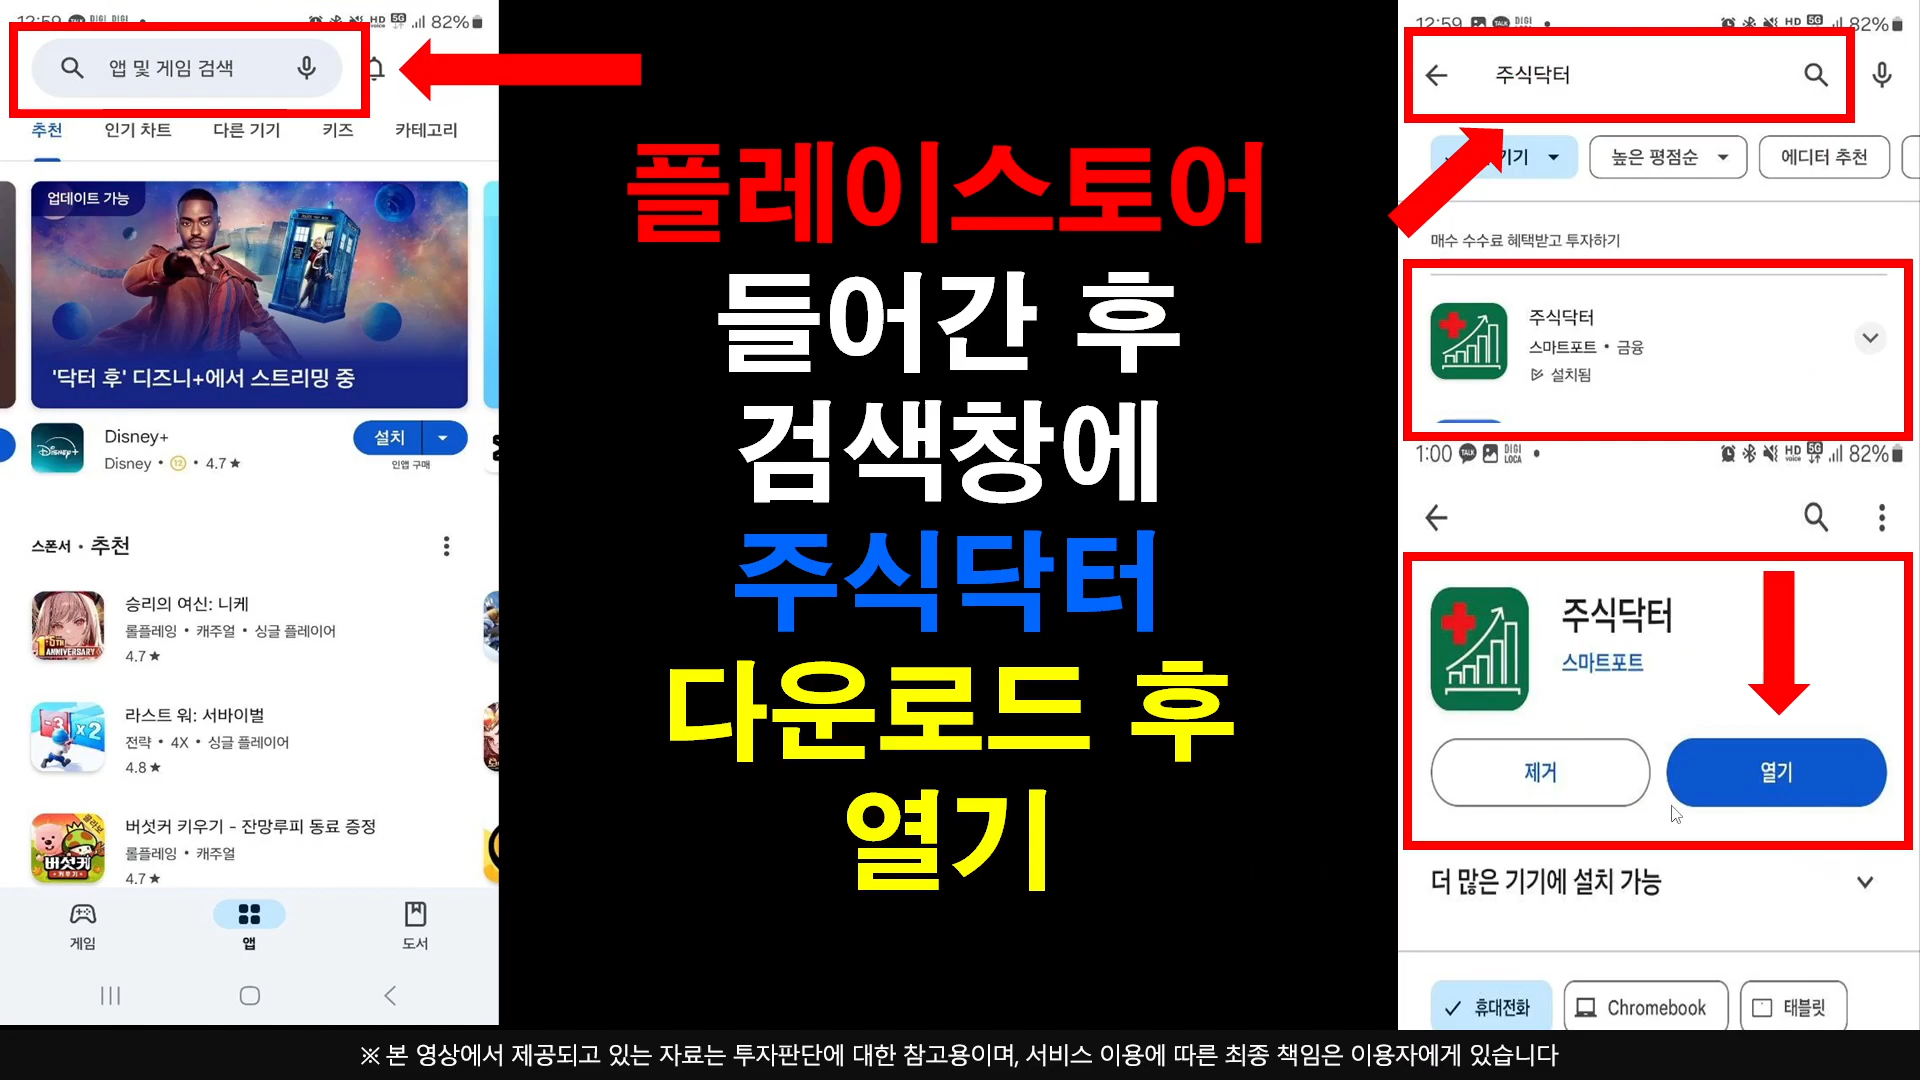 82%
앱 및 게임 검색
추천 인기 차트 다른 기기 키즈 카테고리
업데이트 가능
'닥터 후' 디즈니+에서 스트리밍 중
Disney+
Disney • 12 • 4.7★
설치
인앱 구매
스폰서 • 추천
승리의 여신: 니케
롤플레잉 • 캐주얼 • 싱글 플레이어
4.7★
라스트 워: 서바이벌
전략 • 4X • 싱글 플레이어
4.8★
버섯커 키우기 - 잔망루피 동료 증정
롤플레잉 • 캐주얼
4.7★
게임 앱 도서
플레이스토어
들어간 후
검색창에
주식닥터
다운로드 후
열기
12:59 82%
주식닥터
기기 높은 평점순 에디터 추천
매수 수수료 혜택받고 투자하기
주식닥터
스마트포트 • 금융
설치됨
1:00 TALK DIGI LOCA HD voice 5G 82%
주식닥터
스마트포트
제거 열기
더 많은 기기에 설치 가능
휴대전화 Chromebook 태블릿
※ 본 영상에서 제공되고 있는 자료는 투자판단에 대한 참고용이며, 서비스 이용에 따른 최종 책임은 이용자에게 있습니다